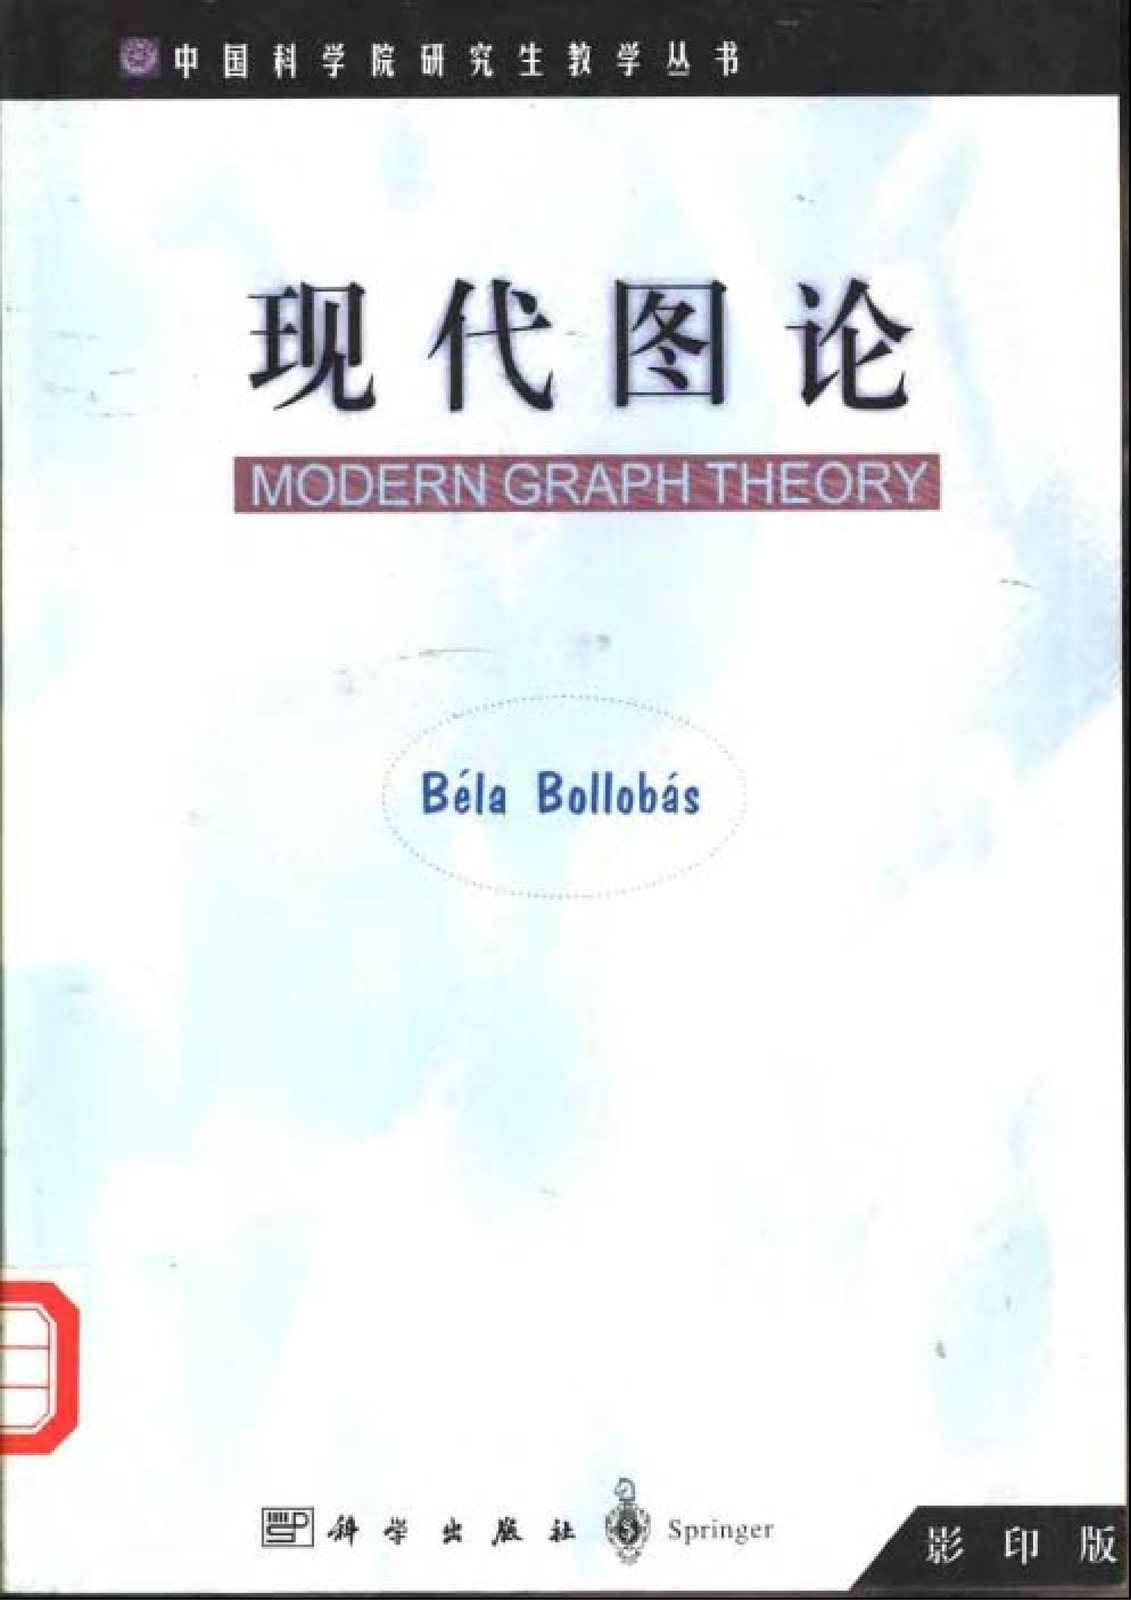 中国科学院研究生教学丛书
现代图论
MODERN GRAPH THEORY
Béla Bollobás
科学出版社 Springer
影印版